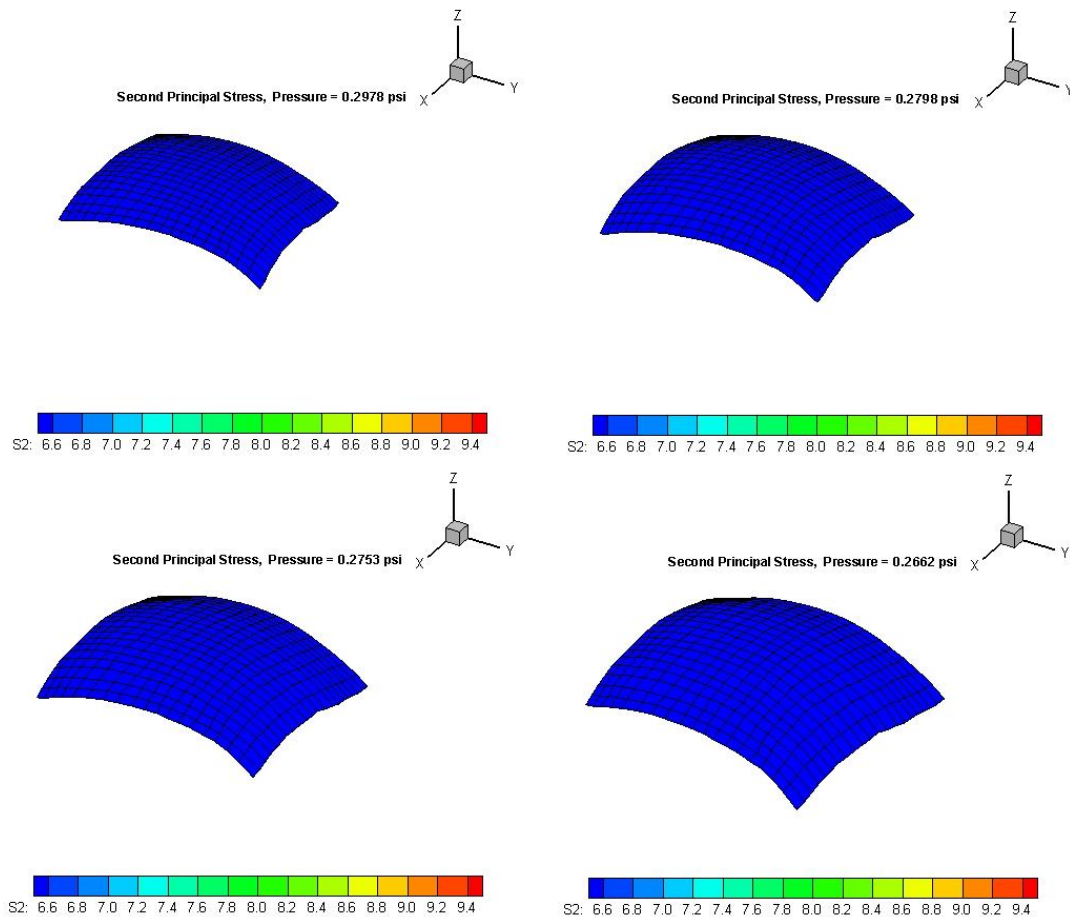 Z
X
Y
Second Principal Stress, Pressure = 0.2978 psi
S2: 6.6 6.8 7.0 7.2 7.4 7.6 7.8 8.0 8.2 8.4 8.6 8.8 9.0 9.2 9.4
Z
X
Y
Second Principal Stress, Pressure = 0.2798 psi
S2: 6.6 6.8 7.0 7.2 7.4 7.6 7.8 8.0 8.2 8.4 8.6 8.8 9.0 9.2 9.4
Z
X
Y
Second Principal Stress, Pressure = 0.2753 psi
S2: 6.6 6.8 7.0 7.2 7.4 7.6 7.8 8.0 8.2 8.4 8.6 8.8 9.0 9.2 9.4
Z
X
Y
Second Principal Stress, Pressure = 0.2662 psi
S2: 6.6 6.8 7.0 7.2 7.4 7.6 7.8 8.0 8.2 8.4 8.6 8.8 9.0 9.2 9.4